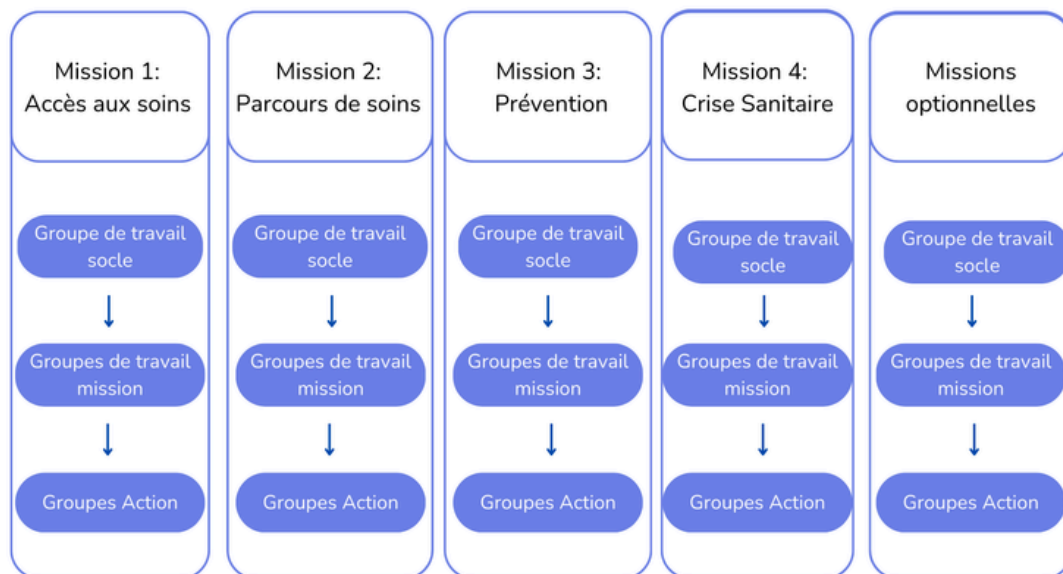 Mission 1:
Accès aux soins
Groupe de travail
socle
Groupes de travail
mission
Groupes Action
Mission 2:
Parcours de soins
Groupe de travail
socle
Groupes de travail
mission
Groupes Action
Mission 3:
Prévention
Groupe de travail
socle
Groupes de travail
mission
Groupes Action
Mission 4:
Crise Sanitaire
Groupe de travail
socle
Groupes de travail
mission
Groupes Action
Missions
optionnelles
Groupe de travail
socle
Groupes de travail
mission
Groupes Action